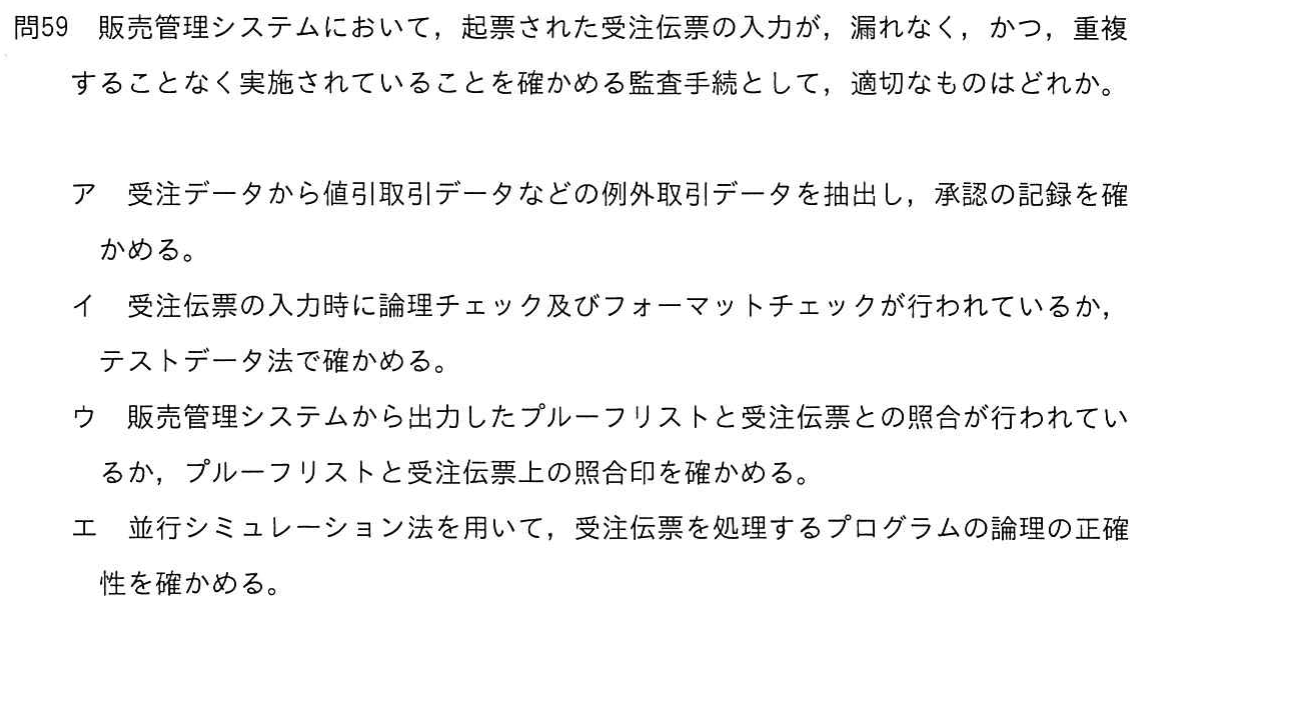 問59　販売管理システムにおいて，起票された受注伝票の入力が，漏れなく，かつ，重複
することなく実施されていることを確かめる監査手続として，適切なものはどれか。
ア　受注データから値引取引データなどの例外取引データを抽出し，承認の記録を確
かめる。
イ　受注伝票の入力時に論理チェック及びフォーマットチェックが行われているか，
テストデータ法で確かめる。
ウ　販売管理システムから出力したプルーフリストと受注伝票との照合が行われてい
るか，プルーフリストと受注伝票上の照合印を確かめる。
エ　並行シミュレーション法を用いて，受注伝票を処理するプログラムの論理の正確
性を確かめる。